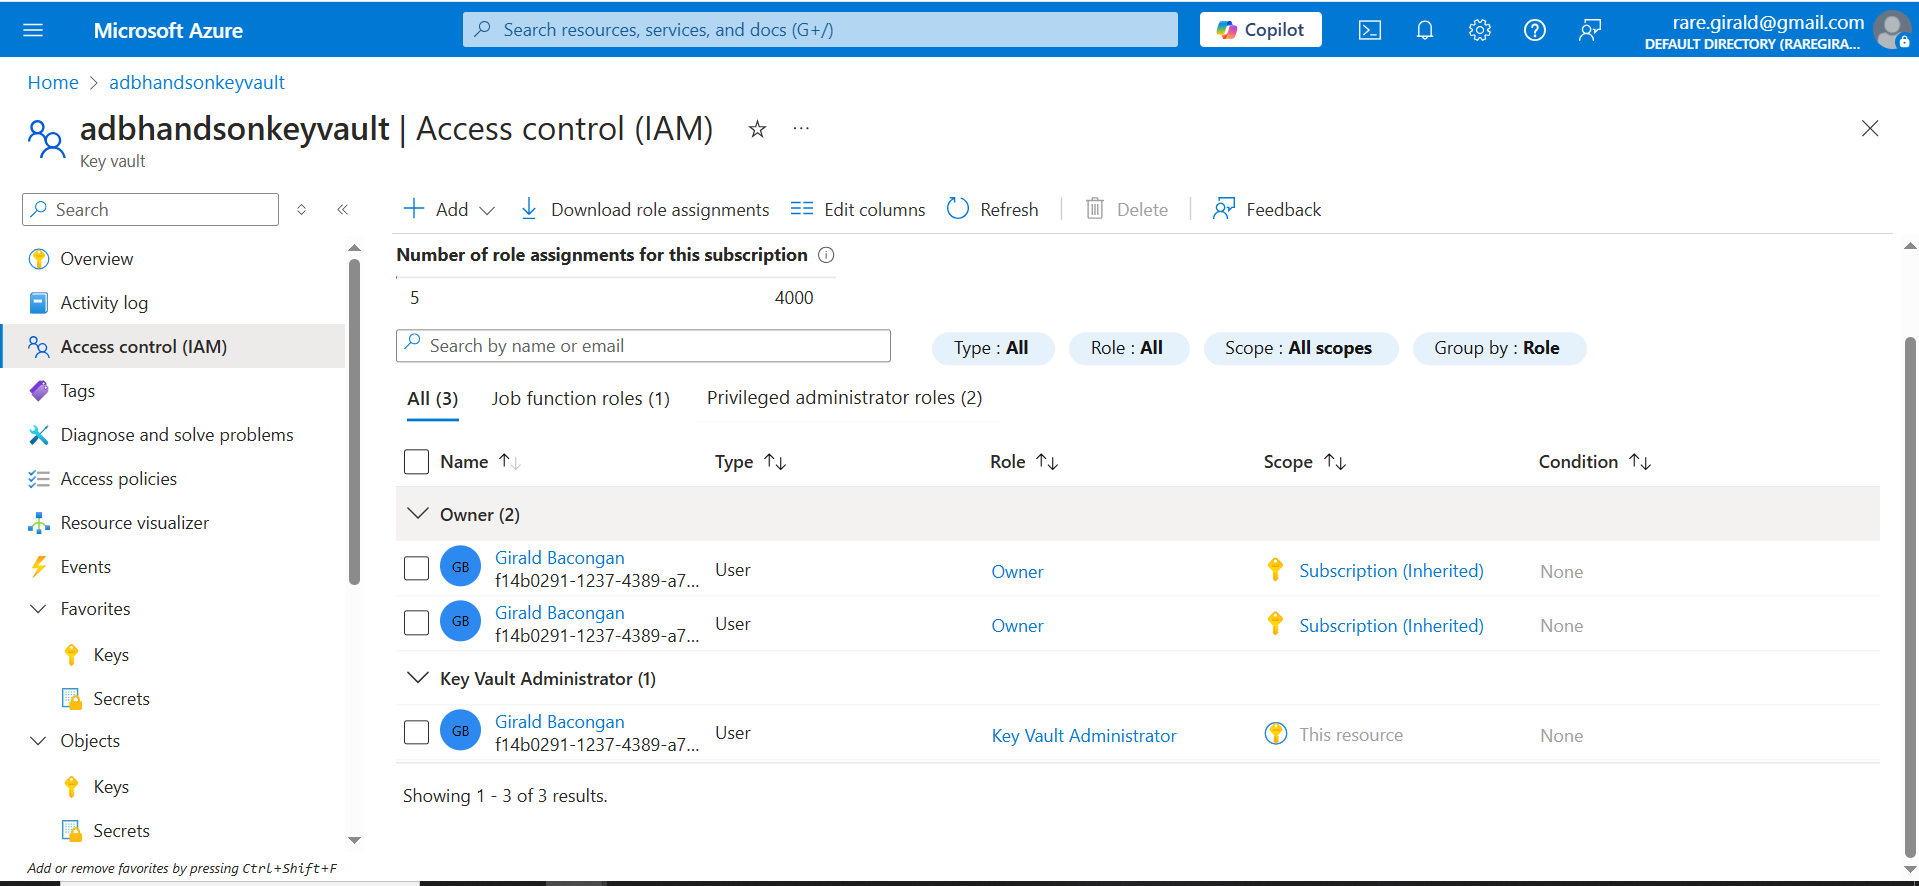 Microsoft Azure
Search resources, services, and docs (G+/)
Copilot
rare.girald@gmail.com
DEFAULT DIRECTORY (RAREGIRA...
Home > adbhandsonkeyvault
adbhandsonkeyvault | Access control (IAM)
Key vault
Search
Add
Download role assignments
Edit columns
Refresh
Delete
Feedback
Overview
Activity log
Access control (IAM)
Tags
Diagnose and solve problems
Access policies
Resource visualizer
Events
Favorites
Keys
Secrets
Objects
Keys
Secrets
Add or remove favorites by pressing Ctrl+Shift+F
Number of role assignments for this subscription
5 4000
Search by name or email
Type : All
Role : All
Scope : All scopes
Group by : Role
All (3)
Job function roles (1)
Privileged administrator roles (2)
Name Type Role Scope Condition
Owner (2)
GB Girald Bacongan
f14b0291-1237-4389-a7... User Owner Subscription (Inherited) None
GB Girald Bacongan
f14b0291-1237-4389-a7... User Owner Subscription (Inherited) None
Key Vault Administrator (1)
GB Girald Bacongan
f14b0291-1237-4389-a7... User Key Vault Administrator This resource None
Showing 1 - 3 of 3 results.